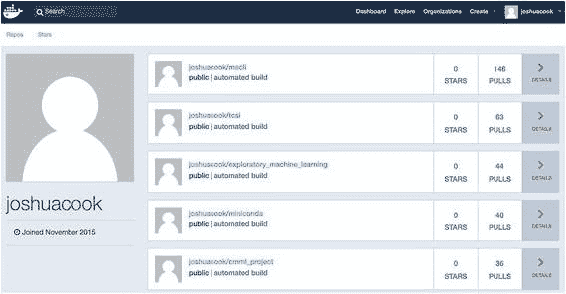 Search
Dashboard Explore Organizations Create joshuacook
Repos Stars
joshuacook
Joined November 2015
joshuacook/macli
public | automated build
0 STARS
146 PULLS
DETAILS
public | automated build
0 STARS
63 PULLS
DETAILS
joshuacook/exploratory_machine_learning
public | automated build
0 STARS
44 PULLS
DETAILS
joshuacook/miniconda
public | automated build
0 STARS
40 PULLS
DETAILS
joshuacook/cmml_project
public | automated build
0 STARS
36 PULLS
DETAILS